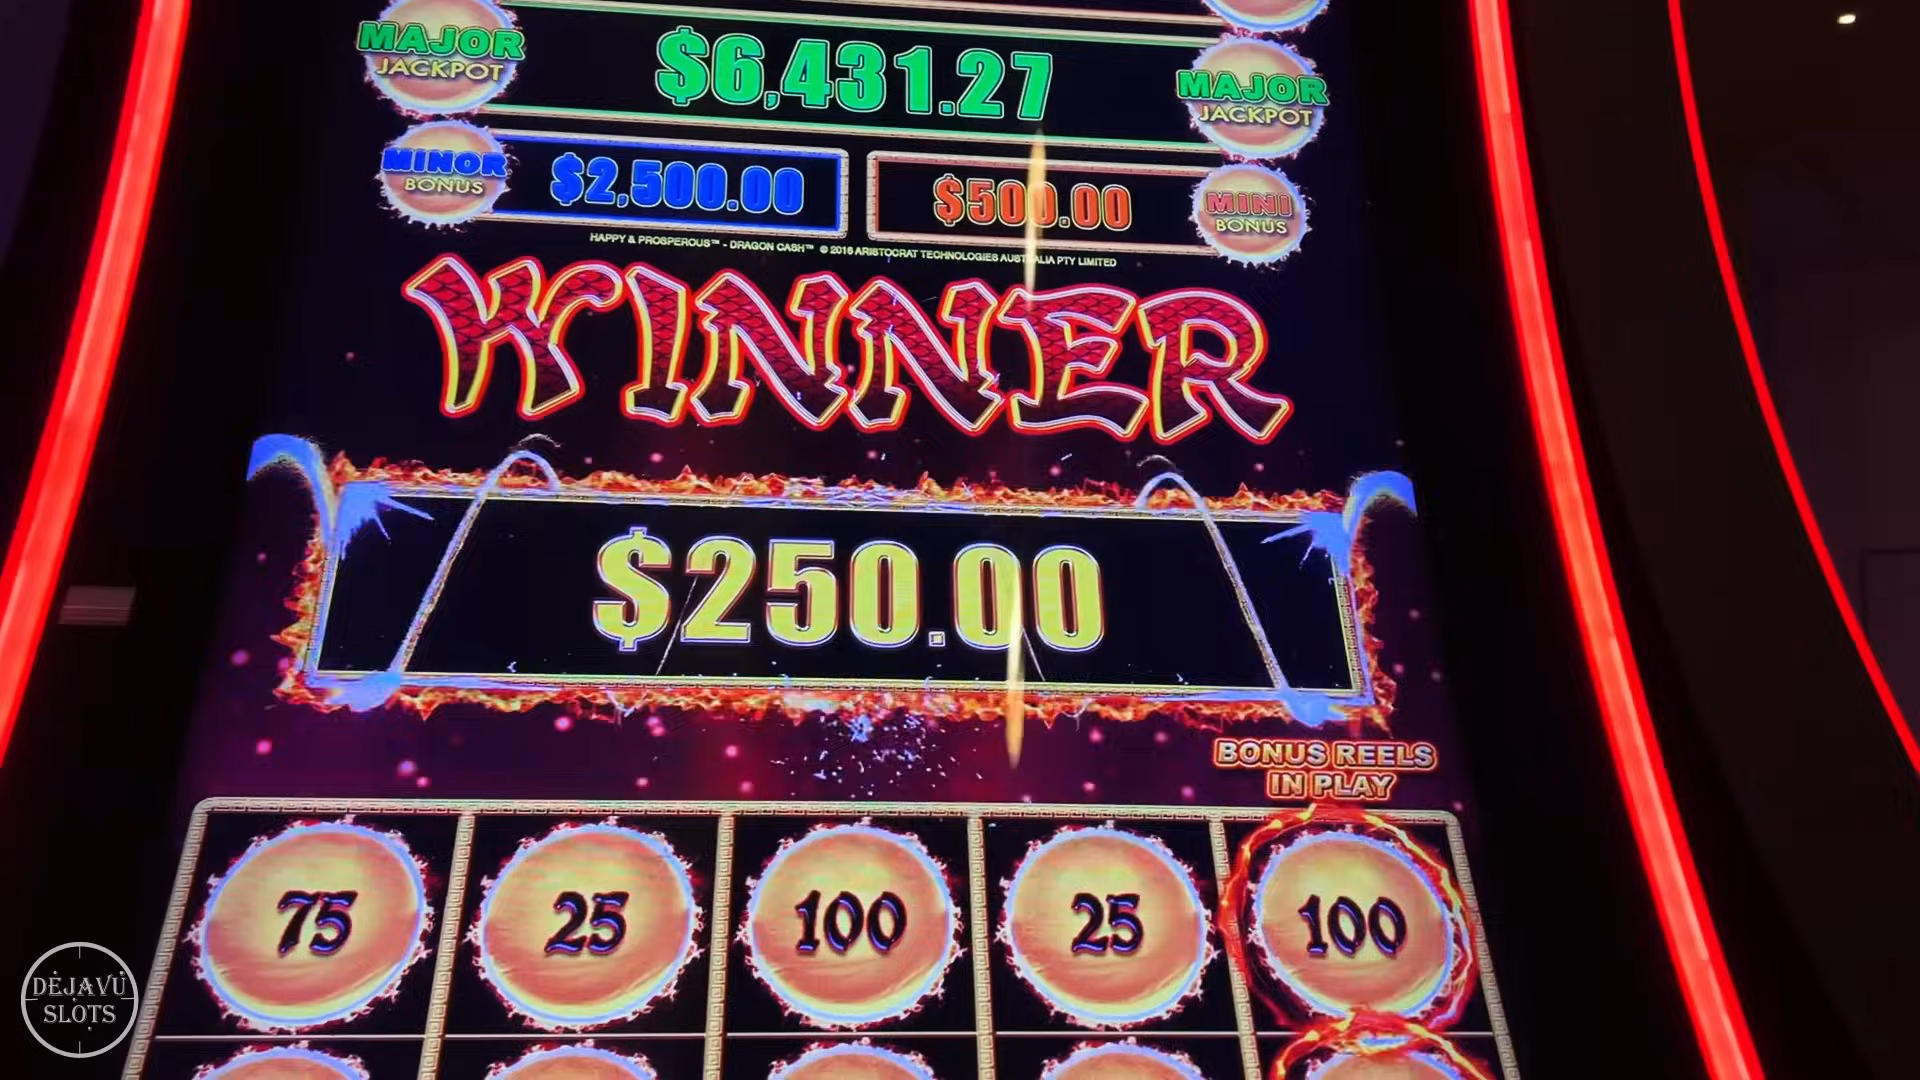 MAJOR
JACKPOT
$6,431.27
MAJOR
JACKPOT
MINOR
BONUS
$2,500.00
$500.00
MINI
BONUS
HAPPY & PROSPEROUS™ - DRAGON CASH™ © 2016 ARISTOCRAT TECHNOLOGIES AUSTRALIA PTY LIMITED
WINNER
$250.00
BONUS REELS
IN PLAY
75
25
100
25
100
DEJAVU
SLOTS